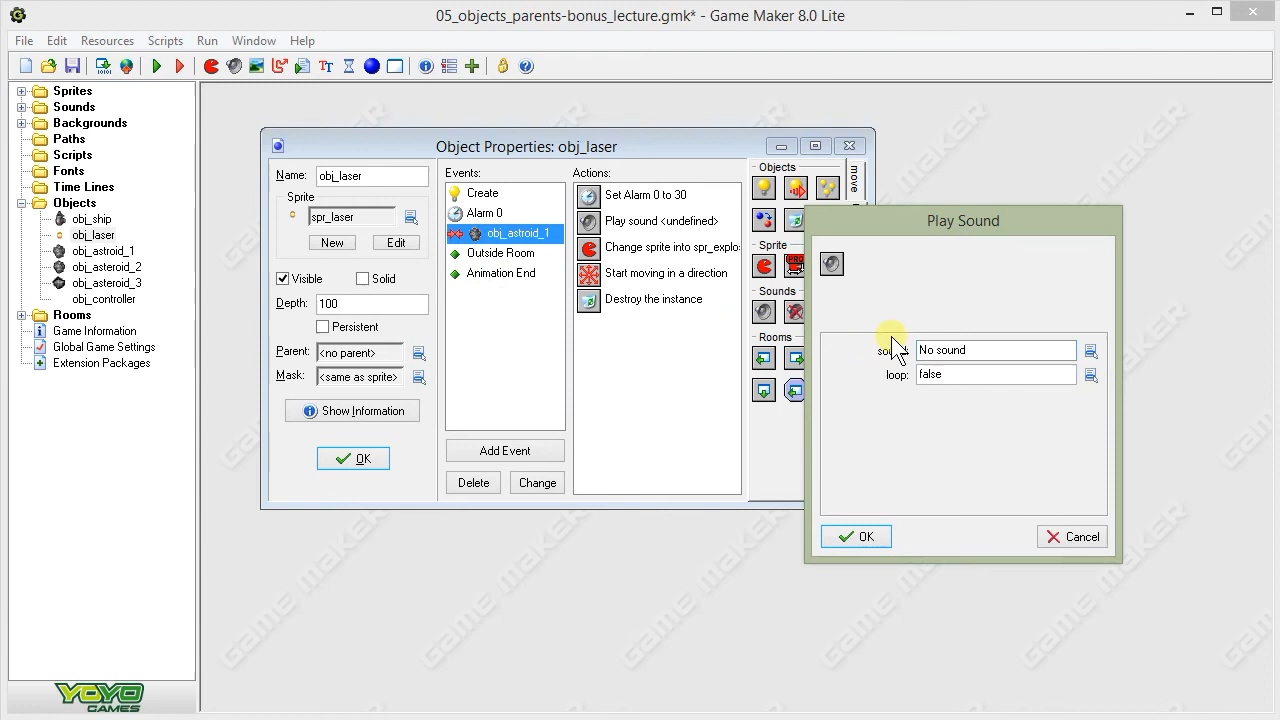 05_objects_parents-bonus_lecture.gmk* - Game Maker 8.0 Lite
File Edit Resources Scripts Run Window Help
Sprites
Sounds
Backgrounds
Paths
Scripts
Fonts
Time Lines
Objects
obj_ship
obj_laser
obj_astroid_1
obj_asteroid_2
obj_asteroid_3
obj_controller
Rooms
Game Information
Global Game Settings
Extension Packages
YOYO
GAMES
Object Properties: obj_laser
Name: obj_laser
Sprite
spr_laser
New Edit
Visible Solid
Depth: 100
Persistent
Parent: <no parent>
Mask: <same as sprite>
Show Information
OK
Events:
Create
Alarm 0
obj_astroid_1
Outside Room
Animation End
Add Event
Delete Change
Actions:
Set Alarm 0 to 30
Play sound <undefined>
Change sprite into spr_explo
Start moving in a direction
Destroy the instance
Objects
Sprite
Sounds
Rooms
move
Play Sound
No sound
loop: false
OK Cancel
GAME MAKER